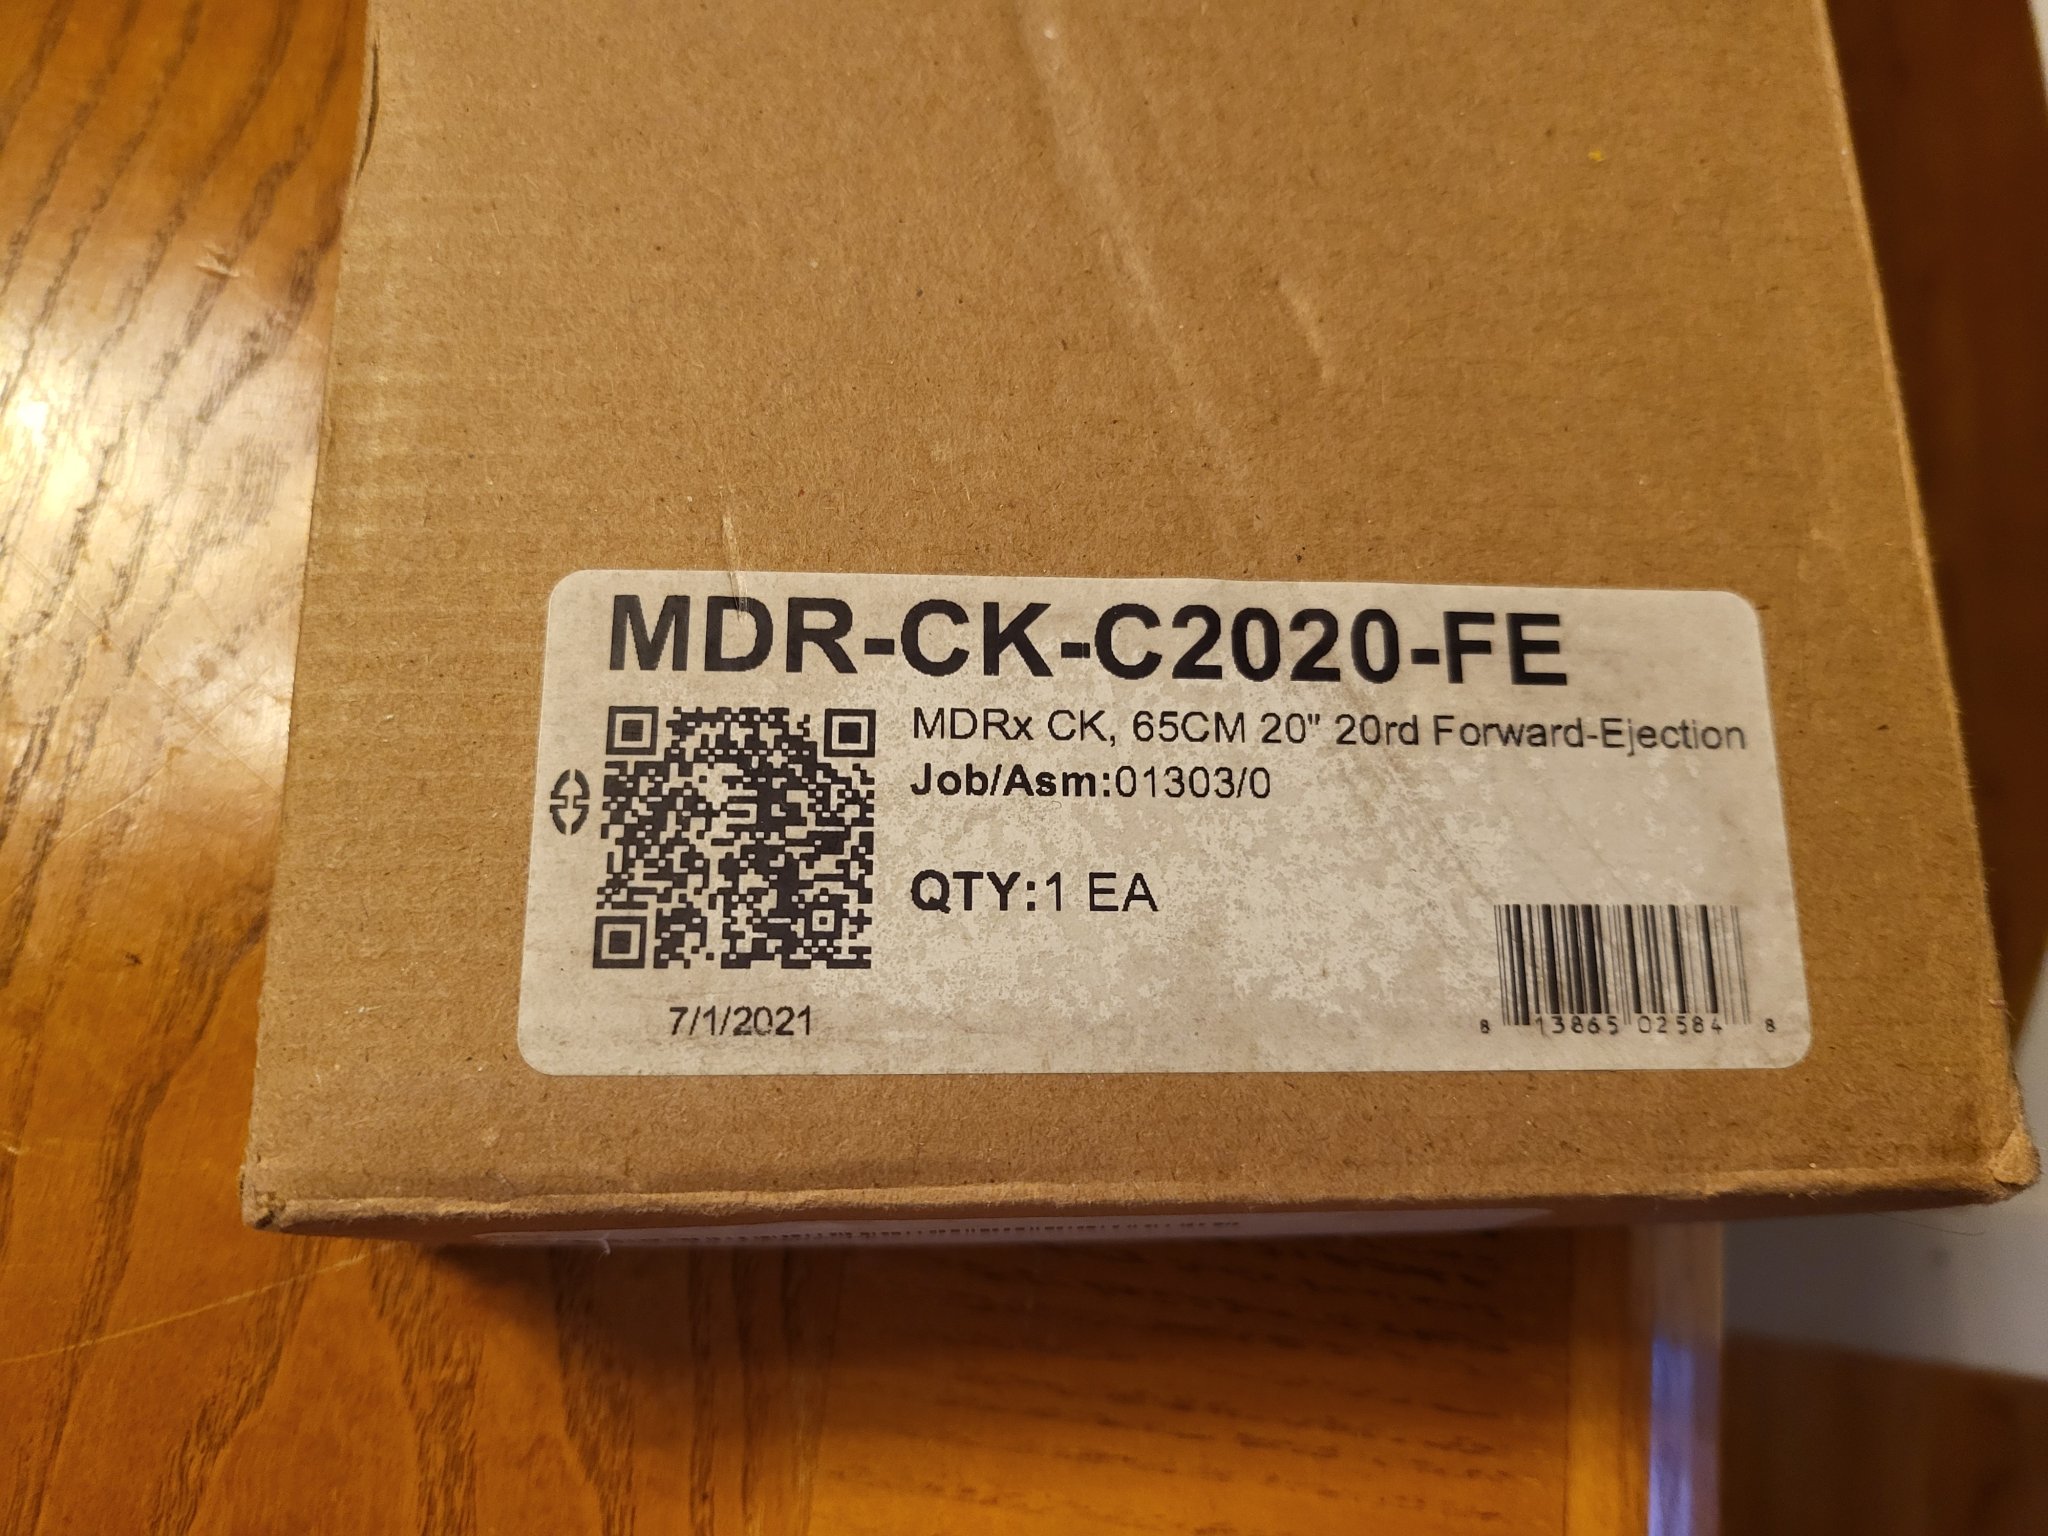 MDR-CK-C2020-FE
MDRx CK, 65CM 20" 20rd Forward-Ejection
Job/Asm:01303/0
QTY:1 EA
7/1/2021
8 13865 02584 8